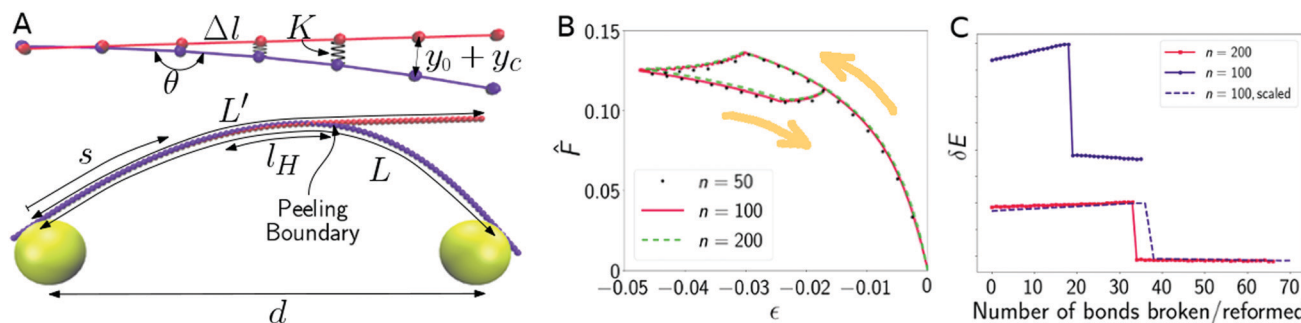 A
Δl
K
y₀ + y_c
θ
L′
s
l_H
L
Peeling
Boundary
d
B
0.15
0.10
0.05
0
F̂
n = 50
n = 100
n = 200
−0.05 −0.04 −0.03 −0.02 −0.01 0
ϵ
C
n = 200
n = 100
n = 100, scaled
δE
0 10 20 30 40 50 60 70
Number of bonds broken/reformed